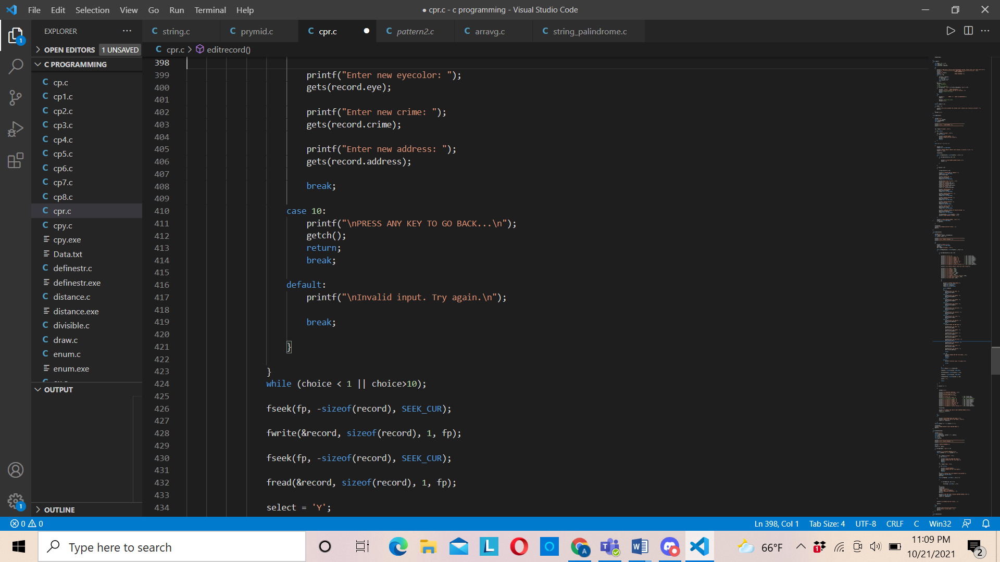 File Edit Selection View Go Run Terminal Help
● cpr.c - c programming - Visual Studio Code
EXPLORER
string.c
prymid.c
cpr.c
pattern2.c
arravg.c
string_palindrome.c
OPEN EDITORS 1 UNSAVED
cpr.c > editrecord()
C PROGRAMMING
cp.c
cp1.c
cp2.c
cp3.c
cp4.c
cp5.c
cp6.c
cp7.c
cp8.c
cpr.c
cpy.c
cpy.exe
Data.txt
definestr.c
definestr.exe
distance.c
distance.exe
divisible.c
draw.c
enum.c
enum.exe
OUTPUT
OUTLINE
398
399 printf("Enter new eyecolor: ");
400 gets(record.eye);
401
402 printf("Enter new crime: ");
403 gets(record.crime);
404
405 printf("Enter new address: ");
406 gets(record.address);
407
408 break;
409
410 case 10:
411 printf("\nPRESS ANY KEY TO GO BACK...\n");
412 getch();
413 return;
414 break;
415
416 default:
417 printf("\nInvalid input. Try again.\n");
418
419 break;
420
421 }
422
423 }
424 while (choice < 1 || choice>10);
425
426 fseek(fp, -sizeof(record), SEEK_CUR);
427
428 fwrite(&record, sizeof(record), 1, fp);
429
430 fseek(fp, -sizeof(record), SEEK_CUR);
431
432 fread(&record, sizeof(record), 1, fp);
433
434 select = 'Y';
0 0
Ln 398, Col 1 Tab Size: 4 UTF-8 CRLF C Win32
Type here to search
66°F
11:09 PM
10/21/2021